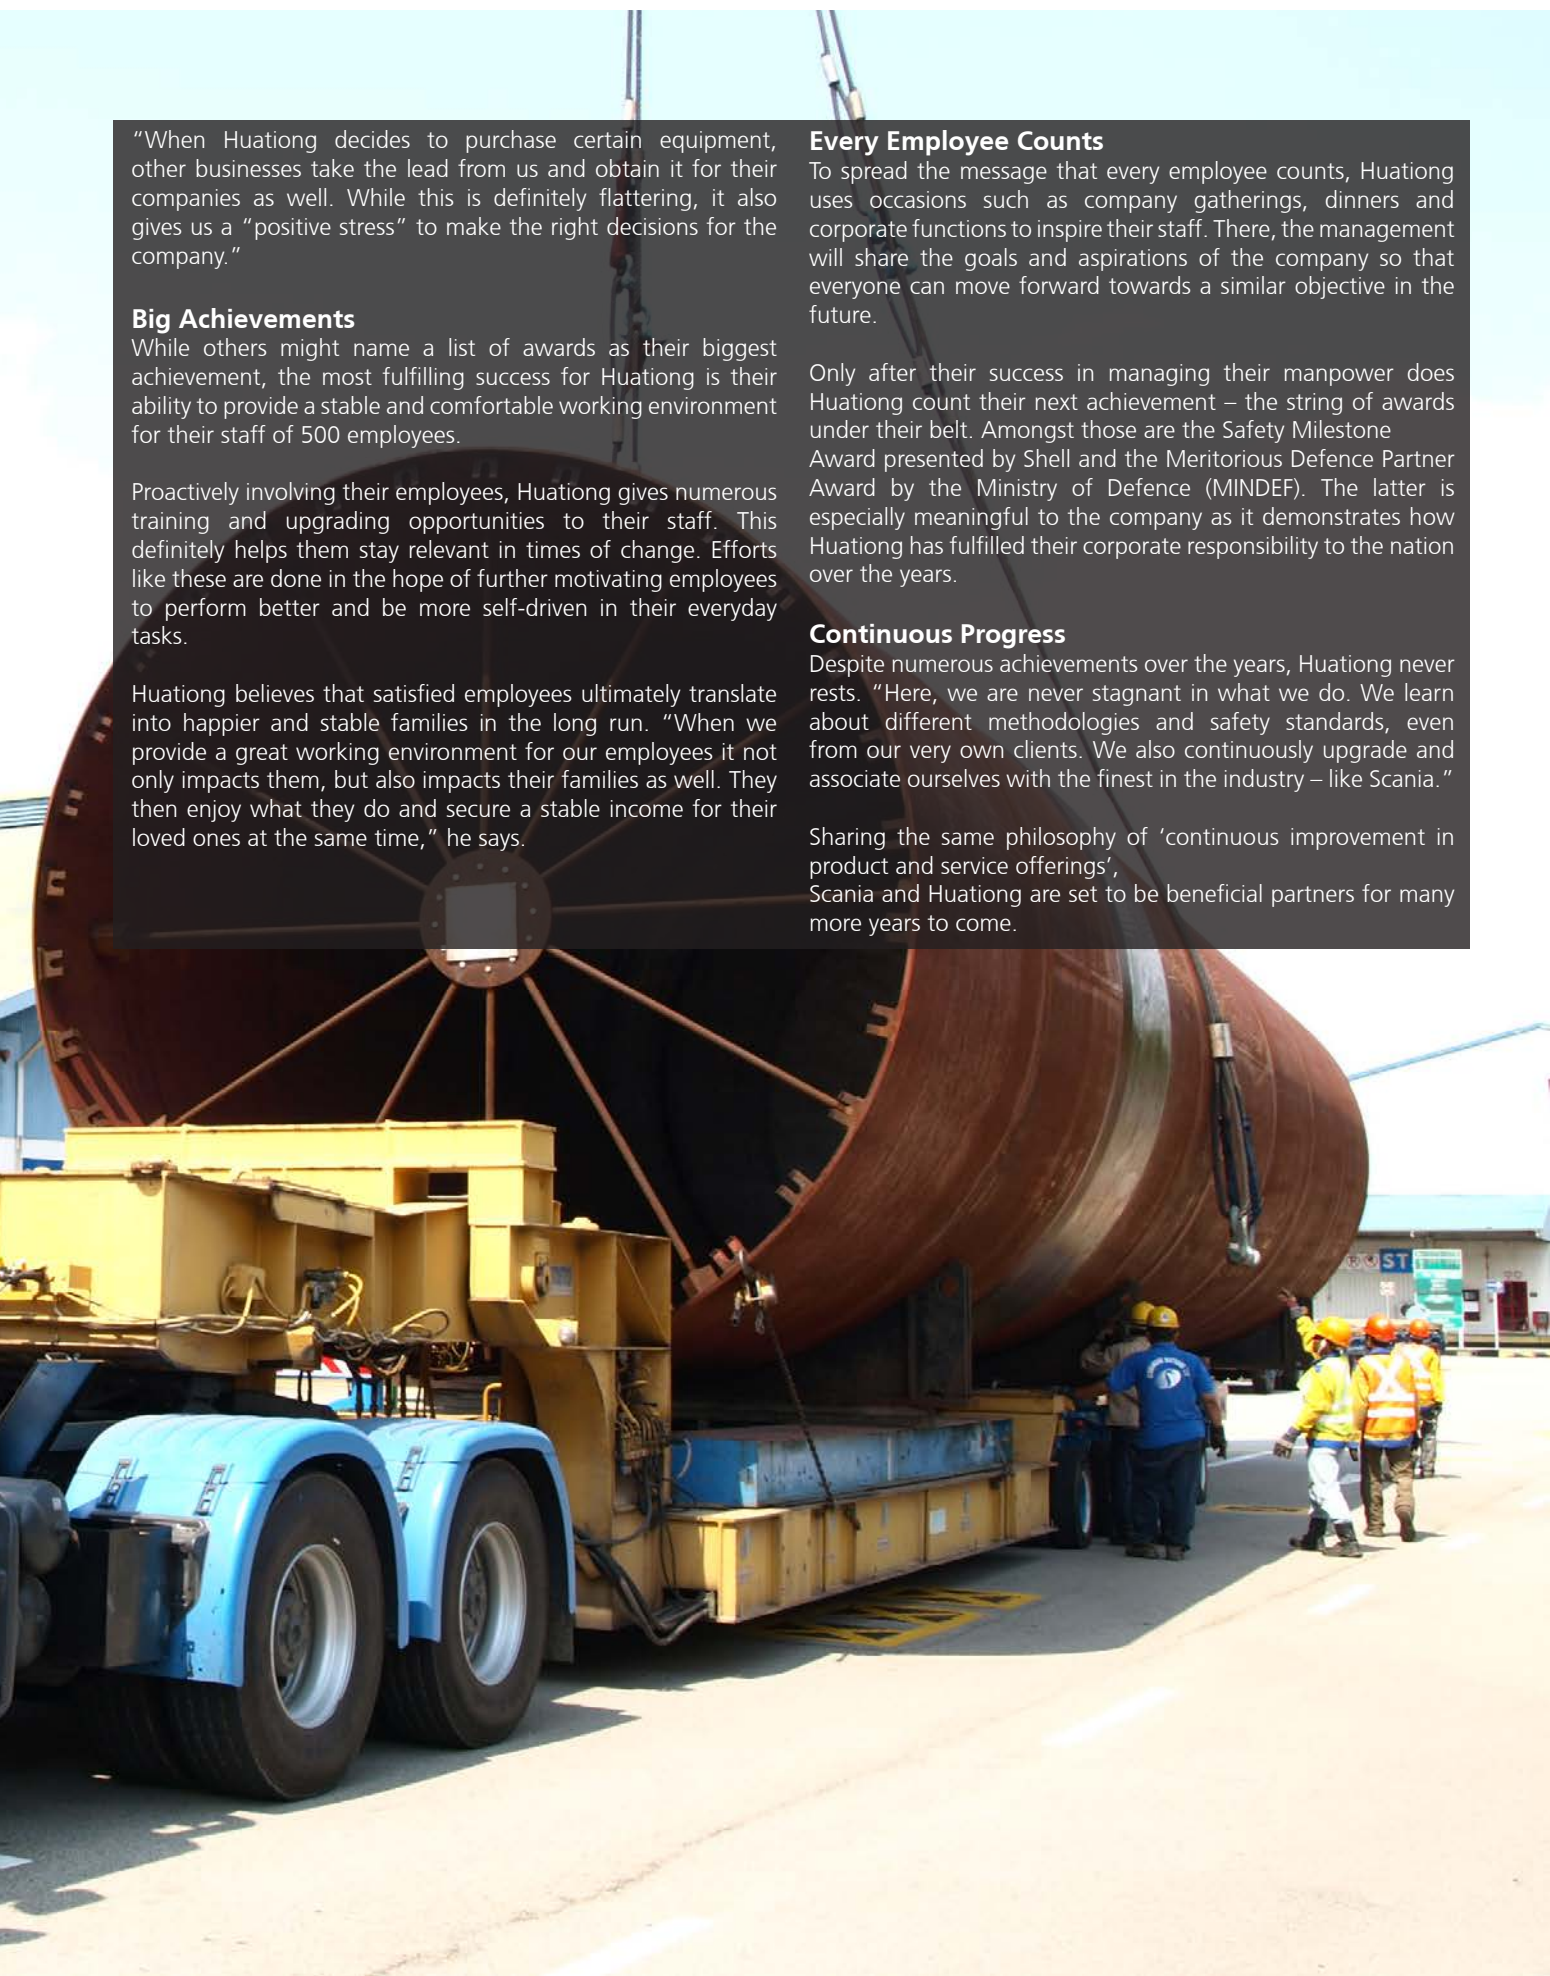 “When Huationg decides to purchase certain equipment,
other businesses take the lead from us and obtain it for their
companies as well. While this is definitely flattering, it also
gives us a “positive stress” to make the right decisions for the
company.”
Big Achievements
While others might name a list of awards as their biggest
achievement, the most fulfilling success for Huationg is their
ability to provide a stable and comfortable working environment
for their staff of 500 employees.
Proactively involving their employees, Huationg gives numerous
training and upgrading opportunities to their staff. This
definitely helps them stay relevant in times of change. Efforts
like these are done in the hope of further motivating employees
to perform better and be more self-driven in their everyday
tasks.
Huationg believes that satisfied employees ultimately translate
into happier and stable families in the long run. “When we
provide a great working environment for our employees it not
only impacts them, but also impacts their families as well. They
then enjoy what they do and secure a stable income for their
loved ones at the same time,” he says.
Every Employee Counts
To spread the message that every employee counts, Huationg
uses occasions such as company gatherings, dinners and
corporate functions to inspire their staff. There, the management
will share the goals and aspirations of the company so that
everyone can move forward towards a similar objective in the
future.
Only after their success in managing their manpower does
Huationg count their next achievement – the string of awards
under their belt. Amongst those are the Safety Milestone
Award presented by Shell and the Meritorious Defence Partner
Award by the Ministry of Defence (MINDEF). The latter is
especially meaningful to the company as it demonstrates how
Huationg has fulfilled their corporate responsibility to the nation
over the years.
Continuous Progress
Despite numerous achievements over the years, Huationg never
rests. “Here, we are never stagnant in what we do. We learn
about different methodologies and safety standards, even
from our very own clients. We also continuously upgrade and
associate ourselves with the finest in the industry – like Scania.”
Sharing the same philosophy of ‘continuous improvement in
product and service offerings’,
Scania and Huationg are set to be beneficial partners for many
more years to come.
ST